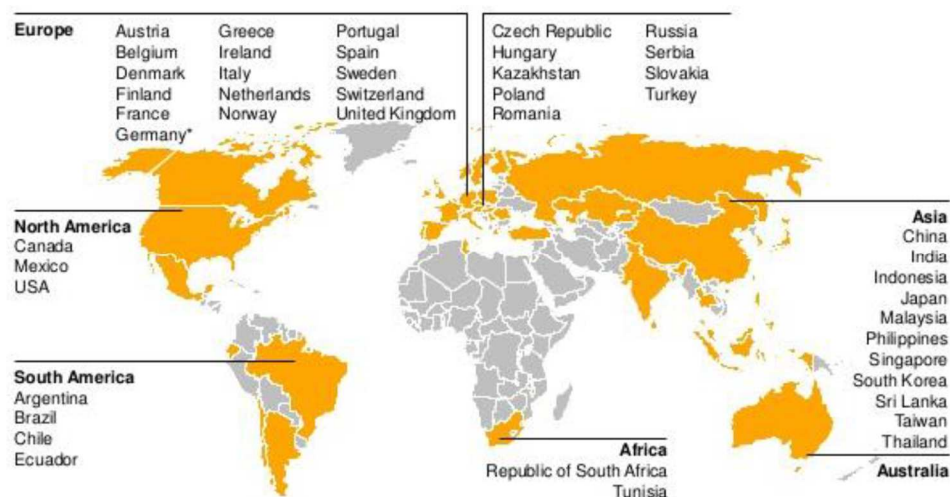 Europe
Austria
Belgium
Denmark
Finland
France
Germany*
Greece
Ireland
Italy
Netherlands
Norway
Portugal
Spain
Sweden
Switzerland
United Kingdom
Czech Republic
Hungary
Kazakhstan
Poland
Romania
Russia
Serbia
Slovakia
Turkey
North America
Canada
Mexico
USA
Asia
China
India
Indonesia
Japan
Malaysia
Philippines
Singapore
South Korea
Sri Lanka
Taiwan
Thailand
South America
Argentina
Brazil
Chile
Ecuador
Africa
Republic of South Africa
Tunisia
Australia